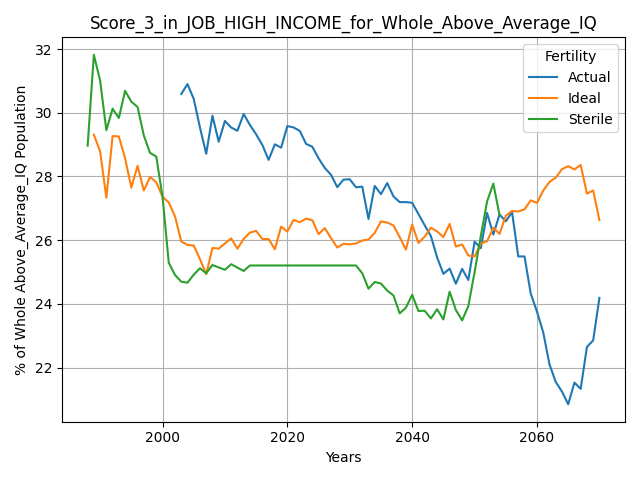 Score_3_in_JOB_HIGH_INCOME_for_Whole_Above_Average_IQ
% of Whole Above_Average_IQ Population
32
30
28
26
24
22
Fertility
Actual
Ideal
Sterile
2000
2020
2040
2060
Years